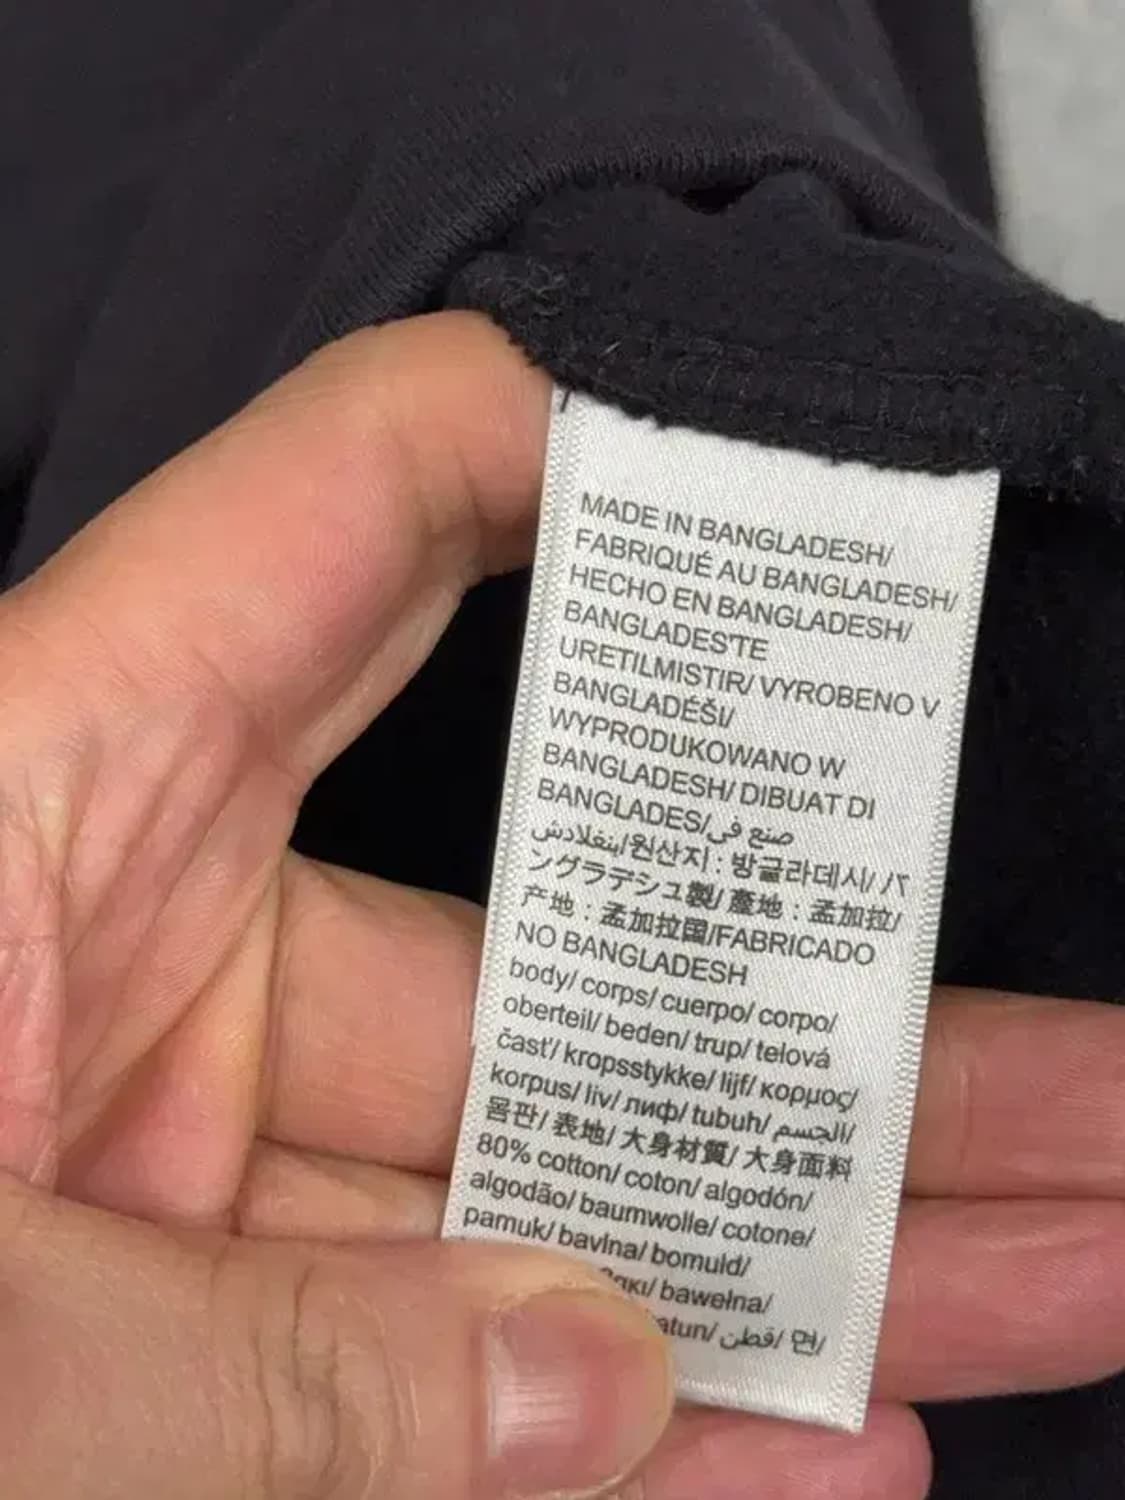 MADE IN BANGLADESH/
FABRIQUÉ AU BANGLADESH/
HECHO EN BANGLADESH/
BANGLADES'TE
URETILMISTIR/ VYROBENO V
BANGLADÉŠI/
WYPRODUKOWANO W
BANGLADESH/ DIBUAT DI
BANGLADES/صنع في
بنغلادش/원산지 : 방글라데시/ バ
ングラデシュ製/ 產地 : 孟加拉/
产地 : 孟加拉国/FABRICADO
NO BANGLADESH
body/ corps/ cuerpo/ corpo/
oberteil/ beden/ trup/ telová
časť/ kropsstykke/ lijf/ κορμος/
korpus/ liv/ лиф/ tubuh/ الجسم/
몸판/ 表地/ 大身材質/ 大身面料
80% cotton/ coton/ algodón/
algodão/ baumwolle/ cotone/
pamuk/ bavlna/ bomuld/
bawełna/
قطن/ 면/